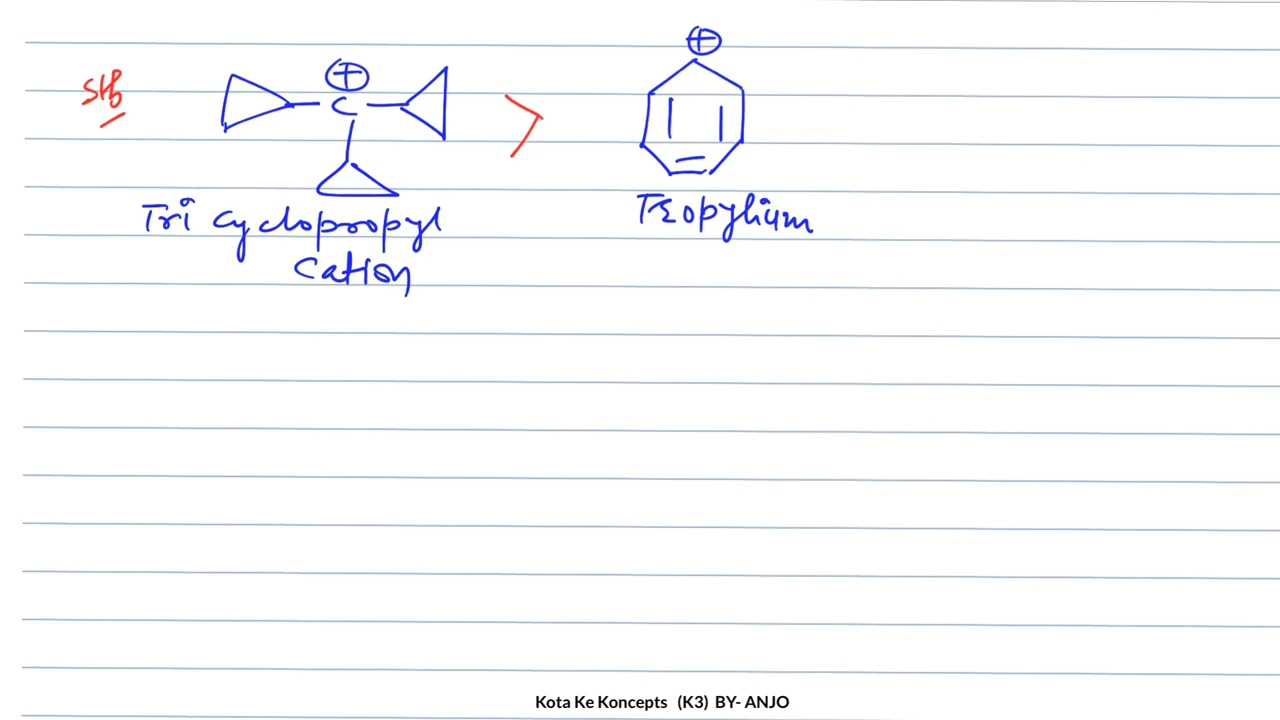 Stb
⊕
C
>
⊕
Tri cyclopropyl
Cation
Tropylium
Kota Ke Koncepts (K3) BY- ANJO